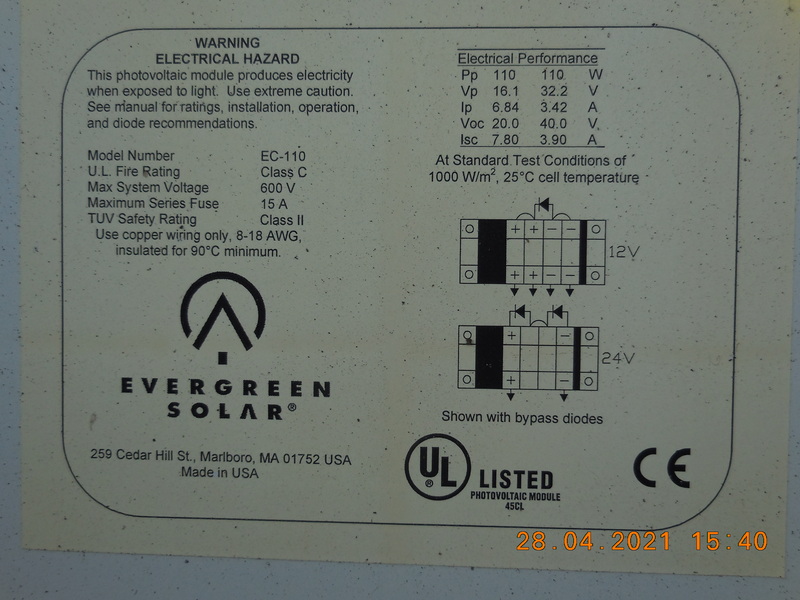 WARNING
ELECTRICAL HAZARD
This photovoltaic module produces electricity
when exposed to light. Use extreme caution.
See manual for ratings, installation, operation,
and diode recommendations.
Model Number EC-110
U.L. Fire Rating Class C
Max System Voltage 600 V
Maximum Series Fuse 15 A
TUV Safety Rating Class II
Use copper wiring only, 8-18 AWG,
insulated for 90°C minimum.
EVERGREEN
SOLAR®
259 Cedar Hill St., Marlboro, MA 01752 USA
Made in USA
Electrical Performance
Pp 110 110 W
Vp 16.1 32.2 V
Ip 6.84 3.42 A
Voc 20.0 40.0 V
Isc 7.80 3.90 A
At Standard Test Conditions of
1000 W/m², 25°C cell temperature
+ + − −
12V
+ + − −
+ −
24V
+ −
Shown with bypass diodes
UL®
LISTED
PHOTOVOLTAIC MODULE
45CL
CE
28.04.2021 15:40